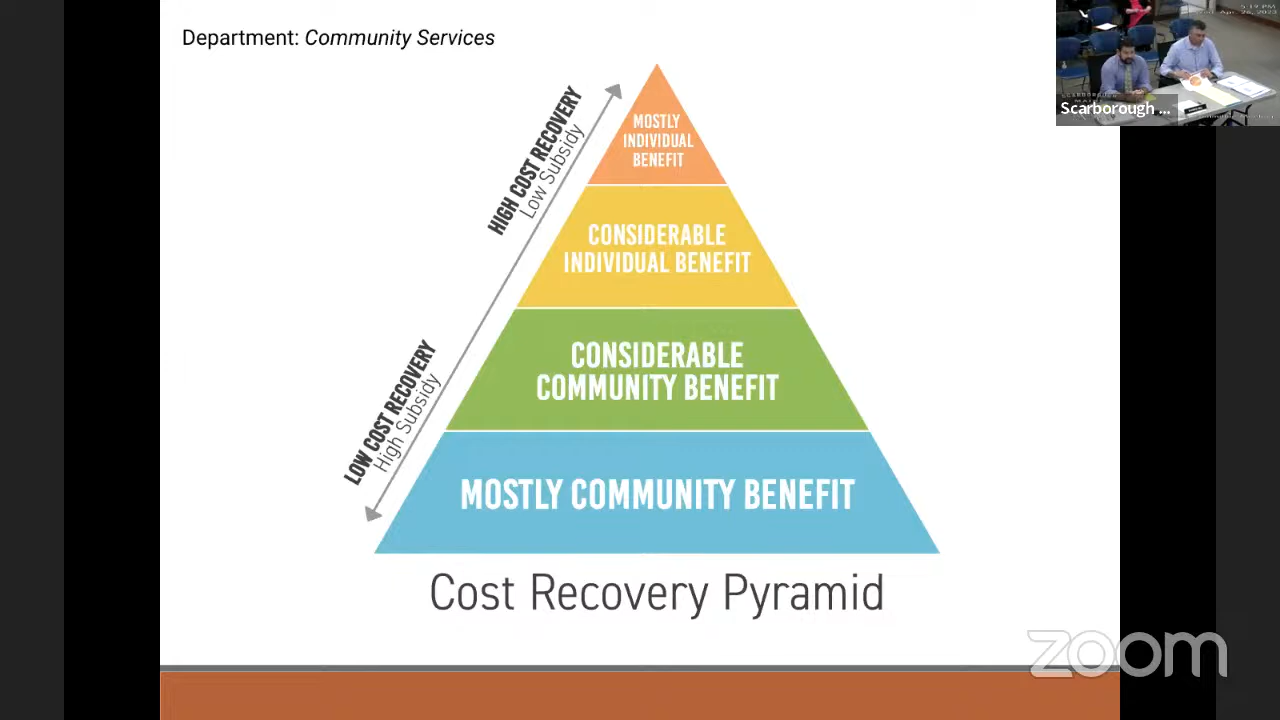 Department: Community Services
HIGH COST RECOVERY
Low Subsidy
LOW COST RECOVERY
High Subsidy
MOSTLY
INDIVIDUAL
BENEFIT
CONSIDERABLE
INDIVIDUAL BENEFIT
CONSIDERABLE
COMMUNITY BENEFIT
MOSTLY COMMUNITY BENEFIT
Cost Recovery Pyramid
Scarborough ...
zoom